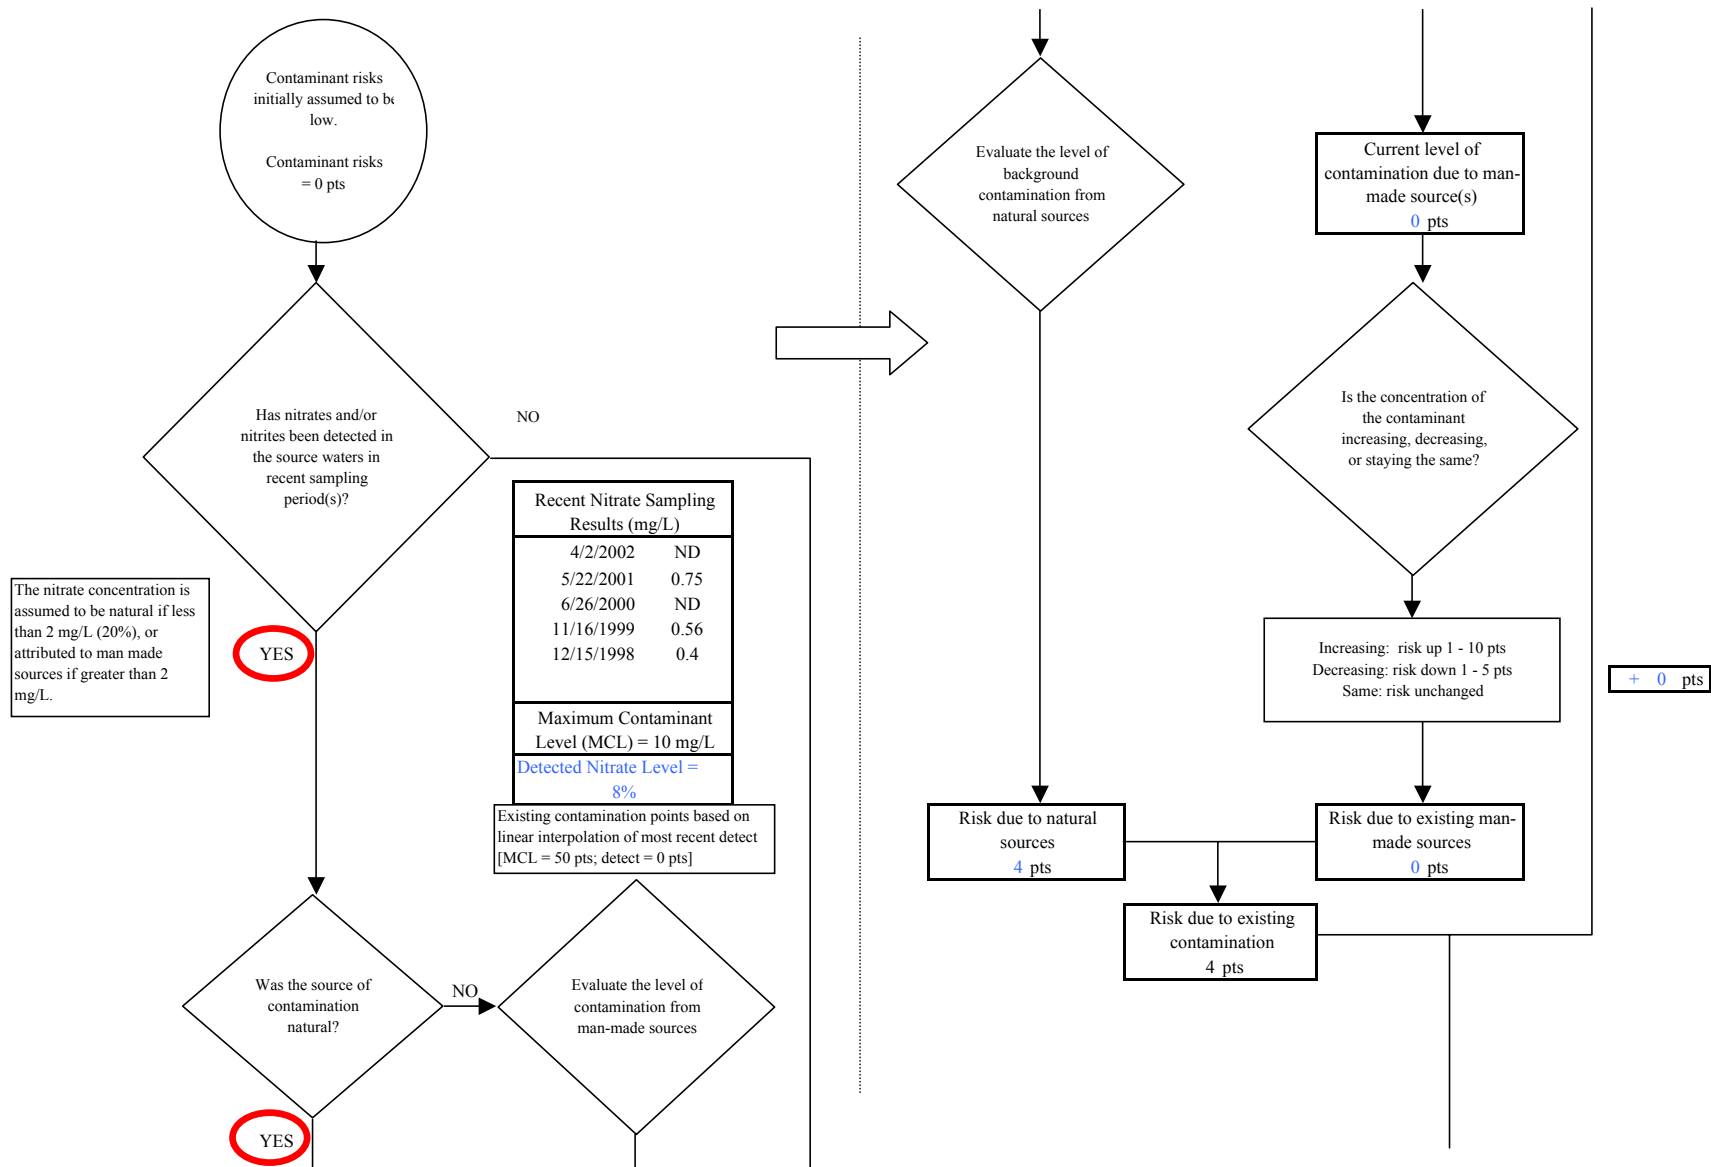 Contaminant risks
initially assumed to be
low.
Contaminant risks
= 0 pts
Has nitrates and/or
nitrites been detected in
the source waters in
recent sampling
period(s)?
NO
YES
The nitrate concentration is
assumed to be natural if less
than 2 mg/L (20%), or
attributed to man made
sources if greater than 2
mg/L.
Recent Nitrate Sampling
Results (mg/L)
4/2/2002 ND
5/22/2001 0.75
6/26/2000 ND
11/16/1999 0.56
12/15/1998 0.4
Maximum Contaminant
Level (MCL) = 10 mg/L
Detected Nitrate Level =
8%
Existing contamination points based on
linear interpolation of most recent detect
[MCL = 50 pts; detect = 0 pts]
Was the source of
contamination
natural?
NO
YES
Evaluate the level of
contamination from
man-made sources
Evaluate the level of
background
contamination from
natural sources
Current level of
contamination due to man-
made source(s)
0 pts
Is the concentration of
the contaminant
increasing, decreasing,
or staying the same?
Increasing: risk up 1 - 10 pts
Decreasing: risk down 1 - 5 pts
Same: risk unchanged
+ 0 pts
Risk due to natural
sources
4 pts
Risk due to existing man-
made sources
0 pts
Risk due to existing
contamination
4 pts